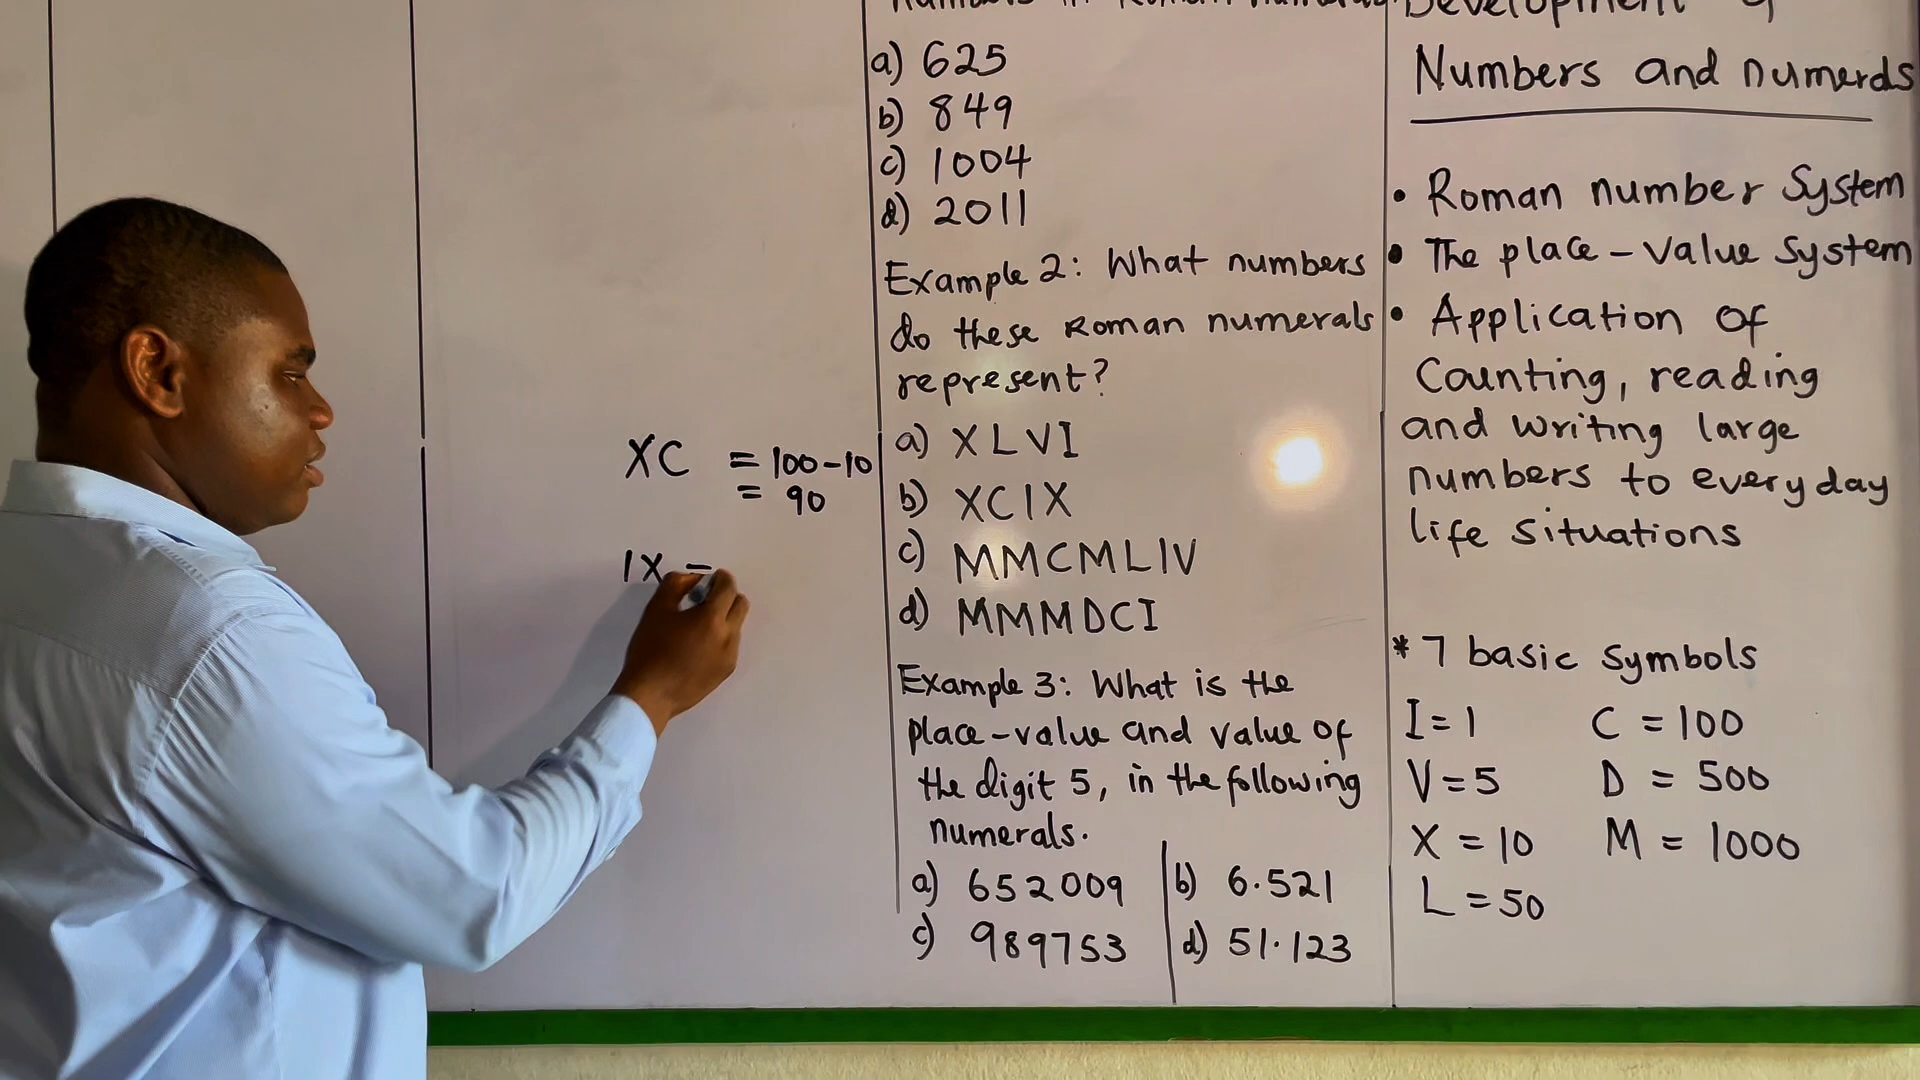 XC = 100-10
= 90
IX =
a) 625
b) 849
c) 1004
d) 2011
Example 2: What numbers
do these Roman numerals
represent?
a) XLVI
b) XCIX
c) MMCMLIV
d) MMMDCI
Example 3: What is the
place-value and value of
the digit 5, in the following
numerals.
a) 652009
b) 6.521
c) 989753
d) 51.123
Development of
Numbers and numerals
• Roman number System
• The place-Value System
• Application of
Counting, reading
and writing large
numbers to everyday
life situations
* 7 basic symbols
I = 1 C = 100
V = 5 D = 500
X = 10 M = 1000
L = 50